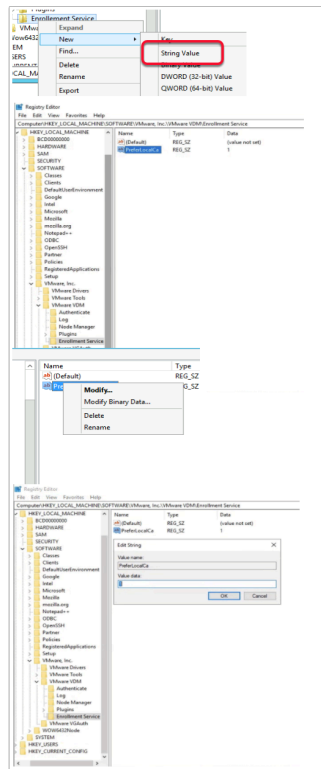 Plugins
Enrollment Service
VMwa
Wow6432
EM
SERS
CAL_MA
Expand
New
Find...
Delete
Rename
Export
Key
String Value
Binary Value
DWORD (32-bit) Value
QWORD (64-bit) Value
Registry Editor
File Edit View Favorites Help
Computer\HKEY_LOCAL_MACHINE\SOFTWARE\VMware, Inc.\VMware VDM\Enrollment Service
HKEY_LOCAL_MACHINE
BCD00000000
HARDWARE
SAM
SECURITY
SOFTWARE
Classes
Clients
DefaultUserEnvironment
Google
Intel
Microsoft
Mozilla
mozilla.org
Notepad++
ODBC
OpenSSH
Partner
Policies
RegisteredApplications
Setup
VMware, Inc.
VMware Drivers
VMware Tools
VMware VDM
Authenticate
Log
Node Manager
Plugins
Enrollment Service
VMware VGAuth
Name Type Data
(Default) REG_SZ (value not set)
PreferLocalCa REG_SZ 1
Name Type
(Default) REG_SZ
Pre REG_SZ
Modify...
Modify Binary Data...
Delete
Rename
Registry Editor
File Edit View Favorites Help
Computer\HKEY_LOCAL_MACHINE\SOFTWARE\VMware, Inc.\VMware VDM\Enrollment Service
HKEY_LOCAL_MACHINE
BCD00000000
HARDWARE
SAM
SECURITY
SOFTWARE
Classes
Clients
DefaultUserEnvironment
Google
Intel
Microsoft
Mozilla
mozilla.org
Notepad++
ODBC
OpenSSH
Partner
Policies
RegisteredApplications
Setup
VMware, Inc.
VMware Drivers
VMware Tools
VMware VDM
Authenticate
Log
Node Manager
Plugins
Enrollment Service
VMware VGAuth
WOW6432Node
SYSTEM
HKEY_USERS
HKEY_CURRENT_CONFIG
Name Type Data
(Default) REG_SZ (value not set)
PreferLocalCa REG_SZ 1
Edit String
Value name:
PreferLocalCa
Value data:
OK Cancel